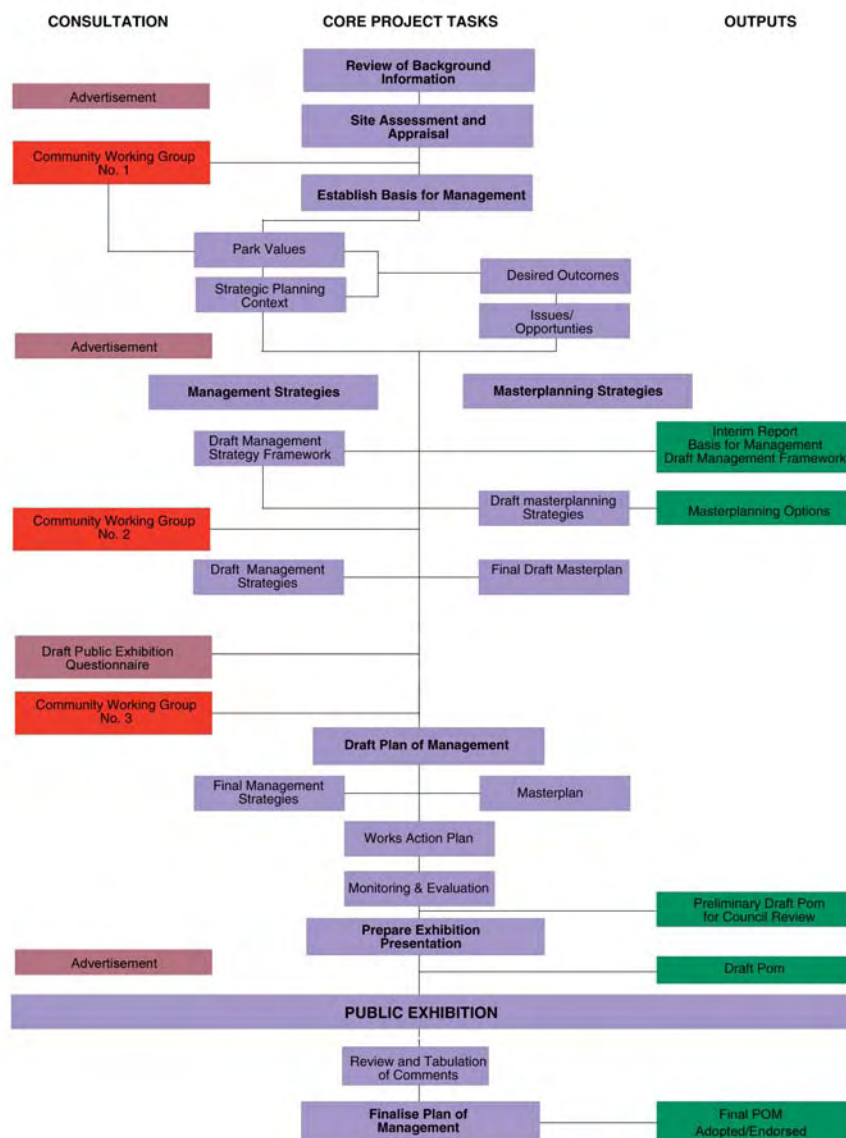 CONSULTATION
CORE PROJECT TASKS
OUTPUTS
Review of Background
Information
Advertisement
Site Assessment and
Appraisal
Community Working Group
No. 1
Establish Basis for Management
Park Values
Desired Outcomes
Strategic Planning
Context
Issues/
Opportunties
Advertisement
Management Strategies
Masterplanning Strategies
Draft Management
Strategy Framework
Interim Report
Basis for Management
Draft Management Framework
Draft masterplanning
Strategies
Masterplanning Options
Community Working Group
No. 2
Draft Management
Strategies
Final Draft Masterplan
Draft Public Exhibition
Questionnaire
Community Working Group
No. 3
Draft Plan of Management
Final Management
Strategies
Masterplan
Works Action Plan
Monitoring & Evaluation
Preliminary Draft Pom
for Council Review
Prepare Exhibition
Presentation
Advertisement
Draft Pom
PUBLIC EXHIBITION
Review and Tabulation
of Comments
Finalise Plan of
Management
Final POM
Adopted/Endorsed